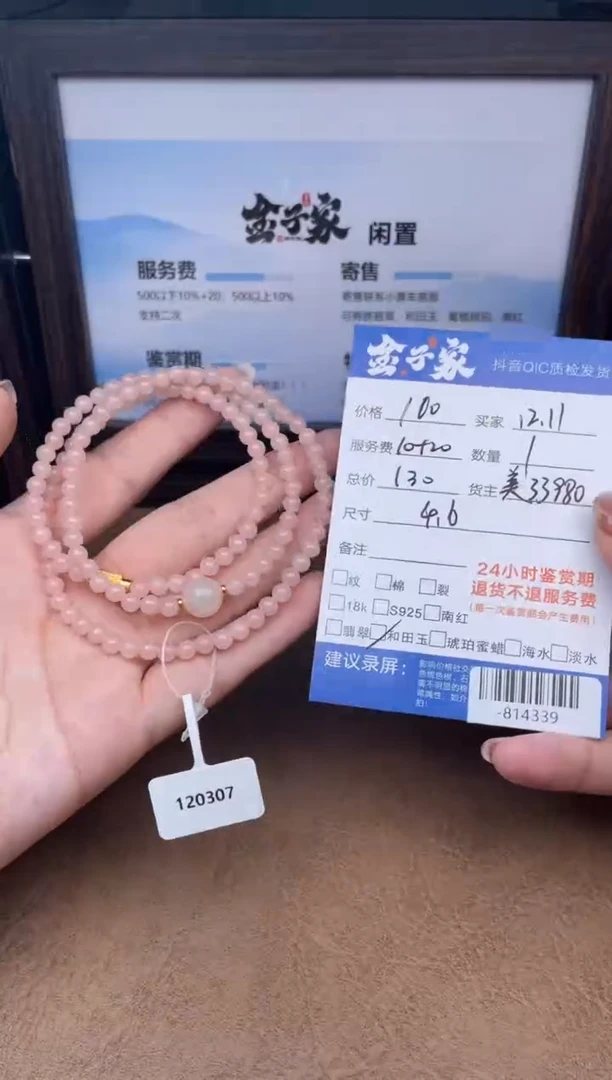 盒子家 闲置
服务费
500以下10%+20，500以上10%
支持二次
寄售
鉴赏期
盒子家 抖音QIC质检发货
价格 100 买家 12.11
服务费 10+20 数量 1
总价 130 货主 美33980
尺寸 4.6
备注
24小时鉴赏期
退货不退服务费
纹 棉 裂
18k S925 南红
翡翠 和田玉 琥珀蜜蜡 海水 淡水
建议录屏：
-814339
120307